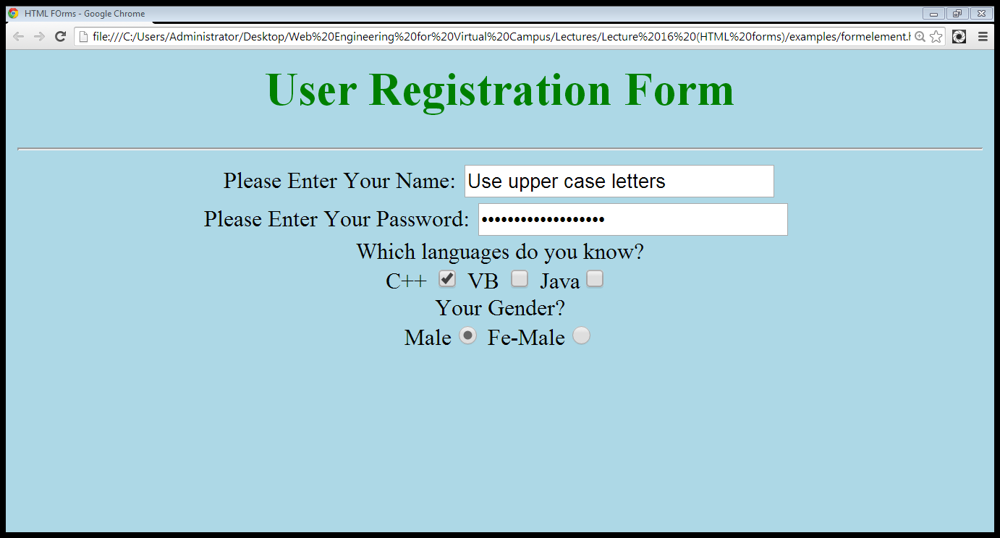 HTML FOrms - Google Chrome
file:///C:/Users/Administrator/Desktop/Web%20Engineering%20for%20Virtual%20Campus/Lectures/Lecture%2016%20(HTML%20forms)/examples/formelement.h
User Registration Form
Please Enter Your Name: Use upper case letters
Please Enter Your Password: •••••••••••••••••••
Which languages do you know?
C++ VB Java
Your Gender?
Male Fe-Male